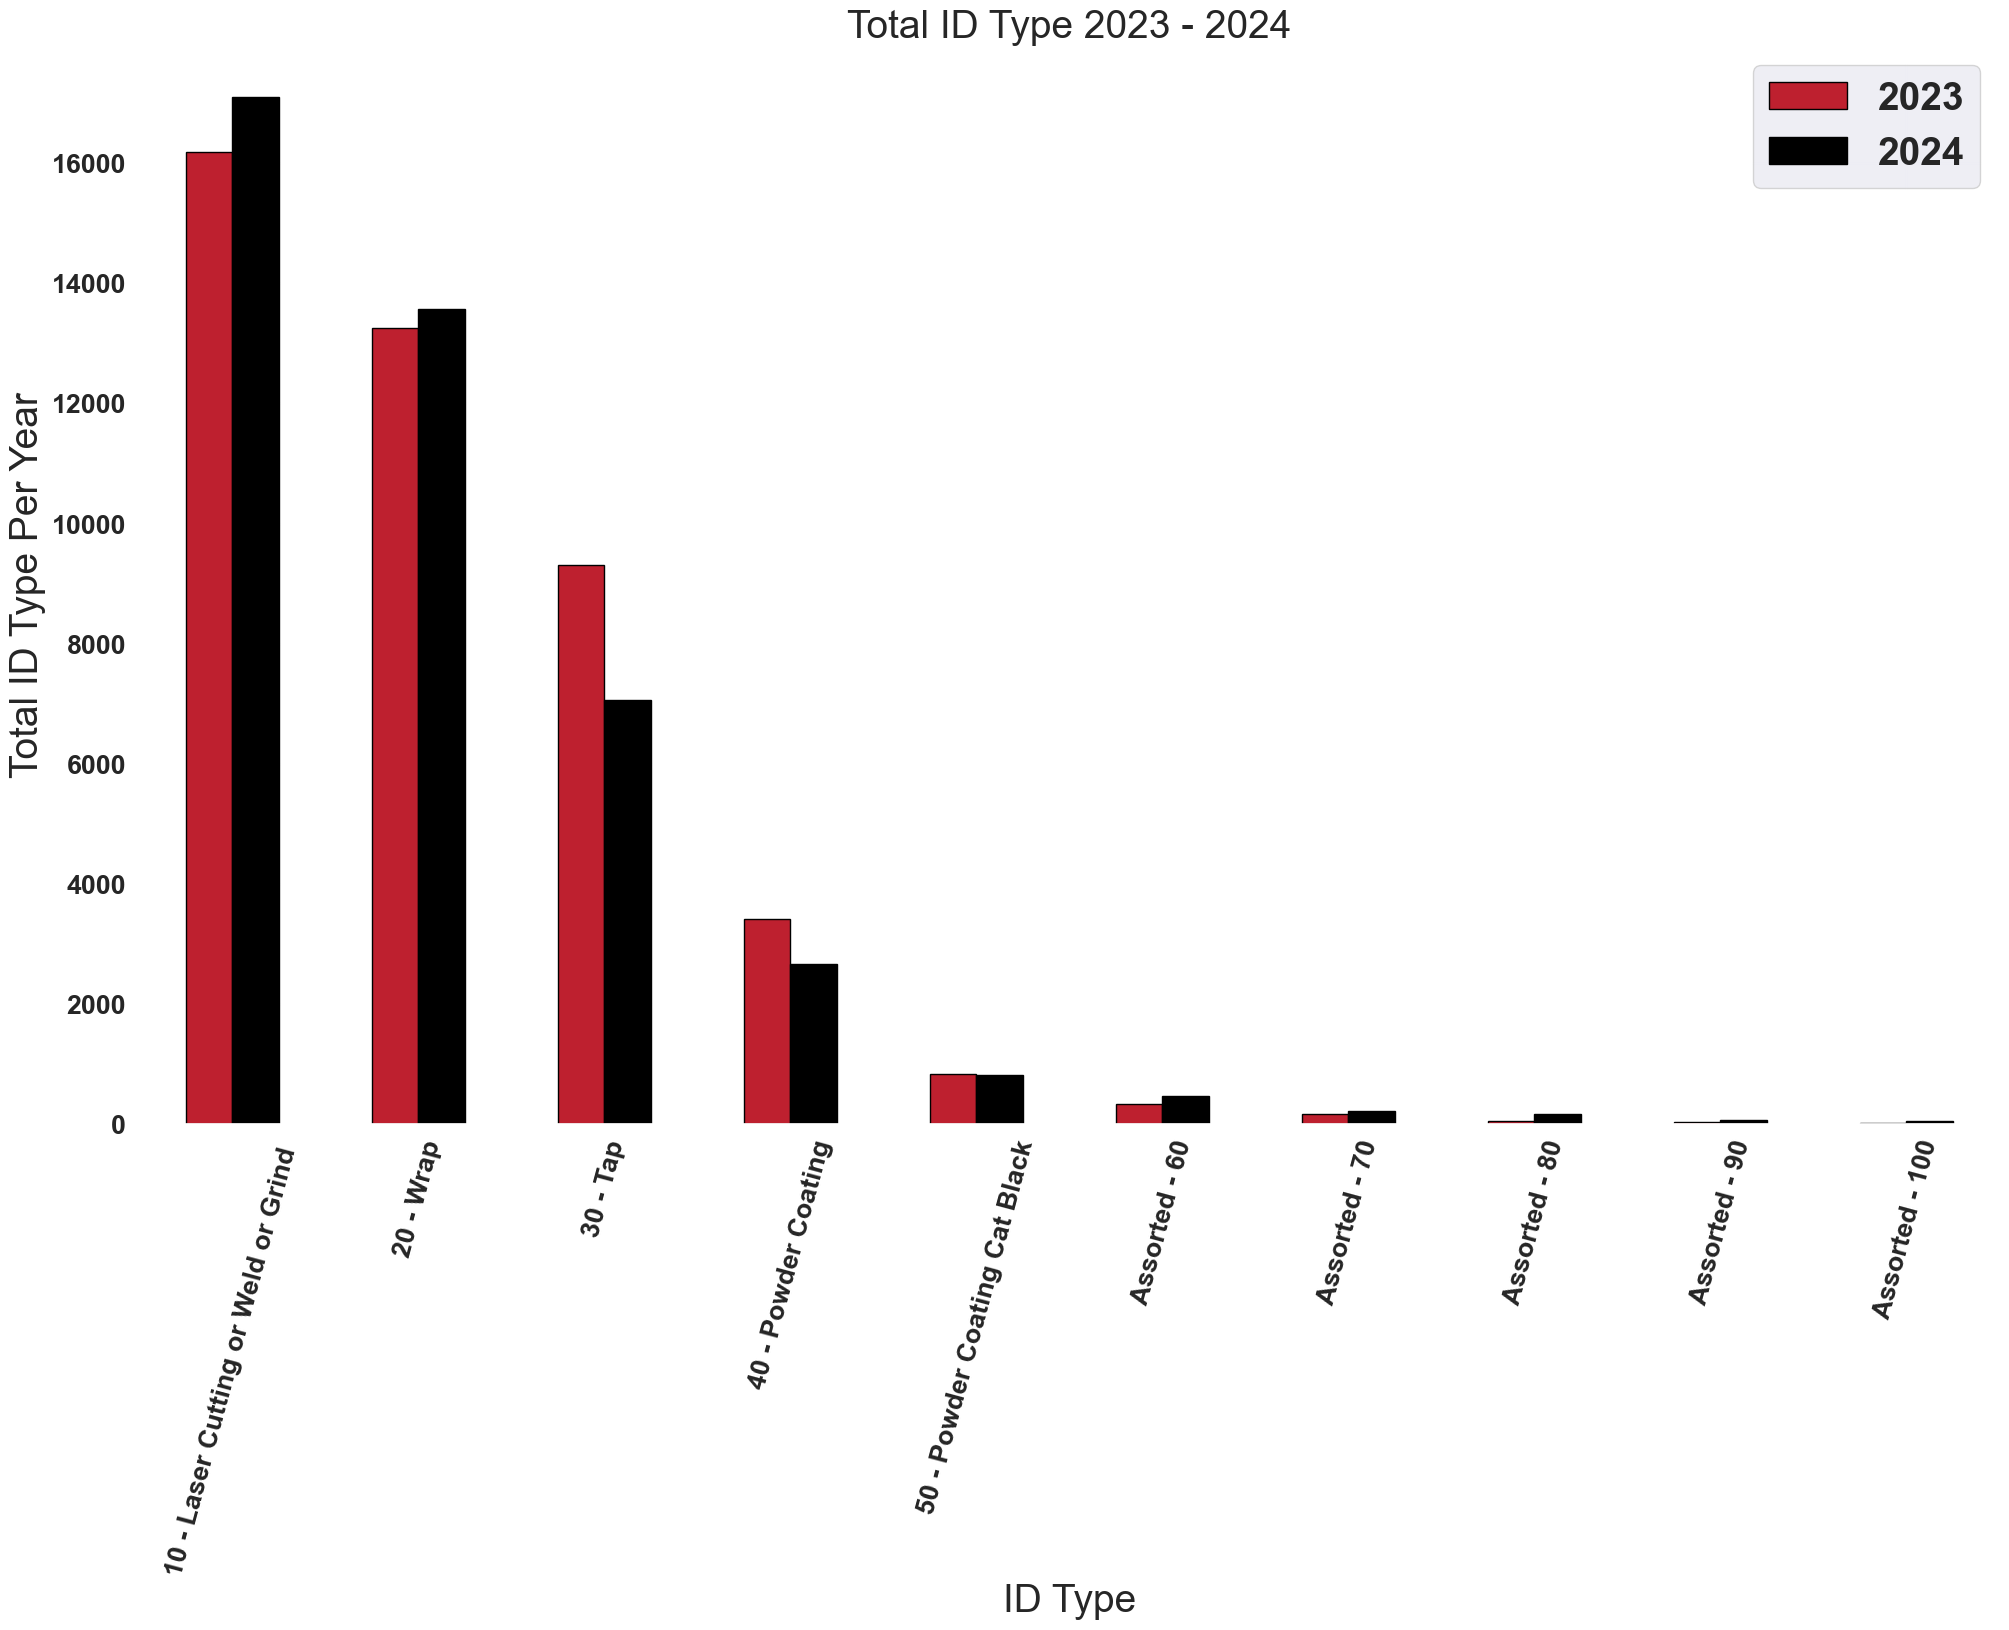 Total ID Type 2023 - 2024
2023
2024
Total ID Type Per Year
16000
14000
12000
10000
8000
6000
4000
2000
0
10 - Laser Cutting or Weld or Grind
20 - Wrap
30 - Tap
40 - Powder Coating
50 - Powder Coating Cat Black
Assorted - 60
Assorted - 70
Assorted - 80
Assorted - 90
Assorted - 100
ID Type